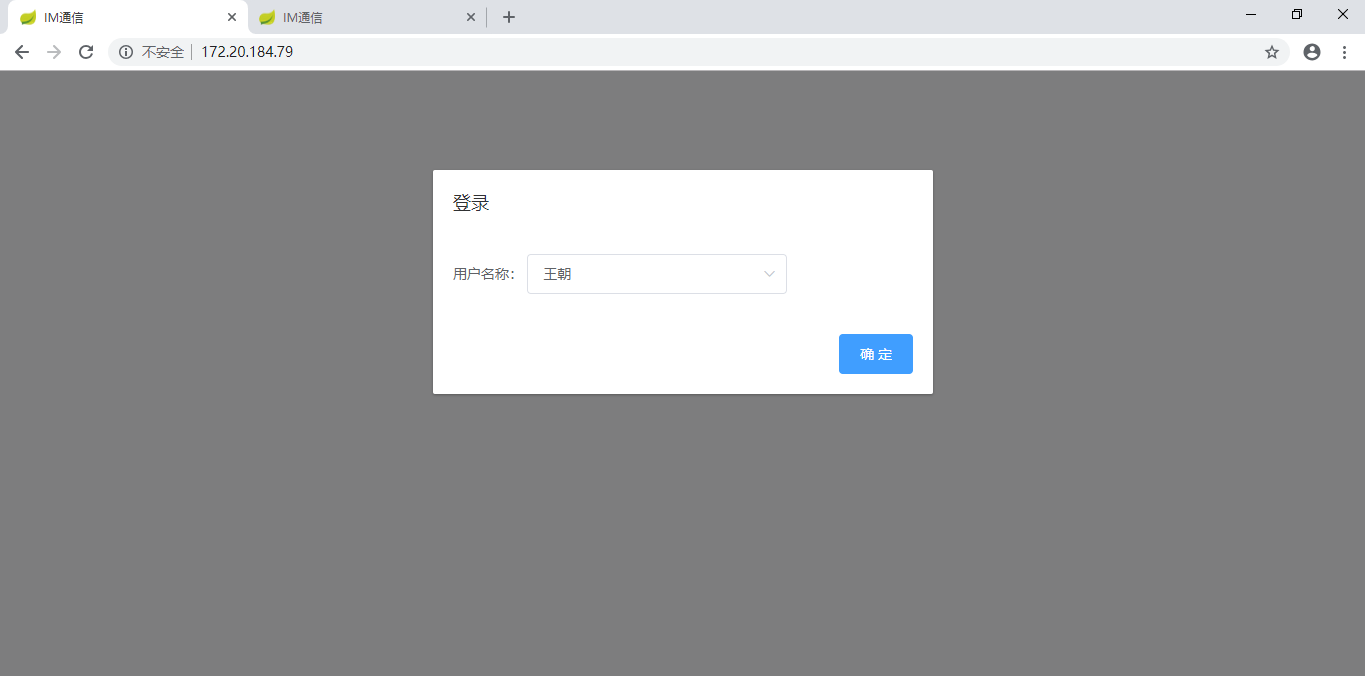 IM通信
IM通信
不安全
172.20.184.79
登录
用户名称：
王朝
确 定